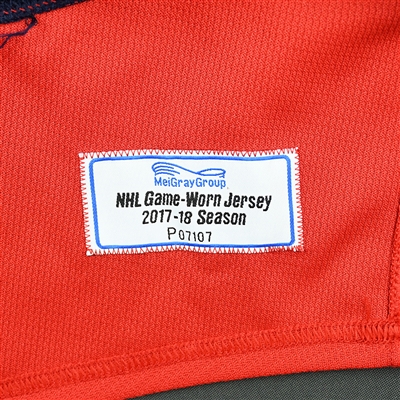 MeiGrayGroup
NHL Game-Worn Jersey
2017-18 Season
P07107